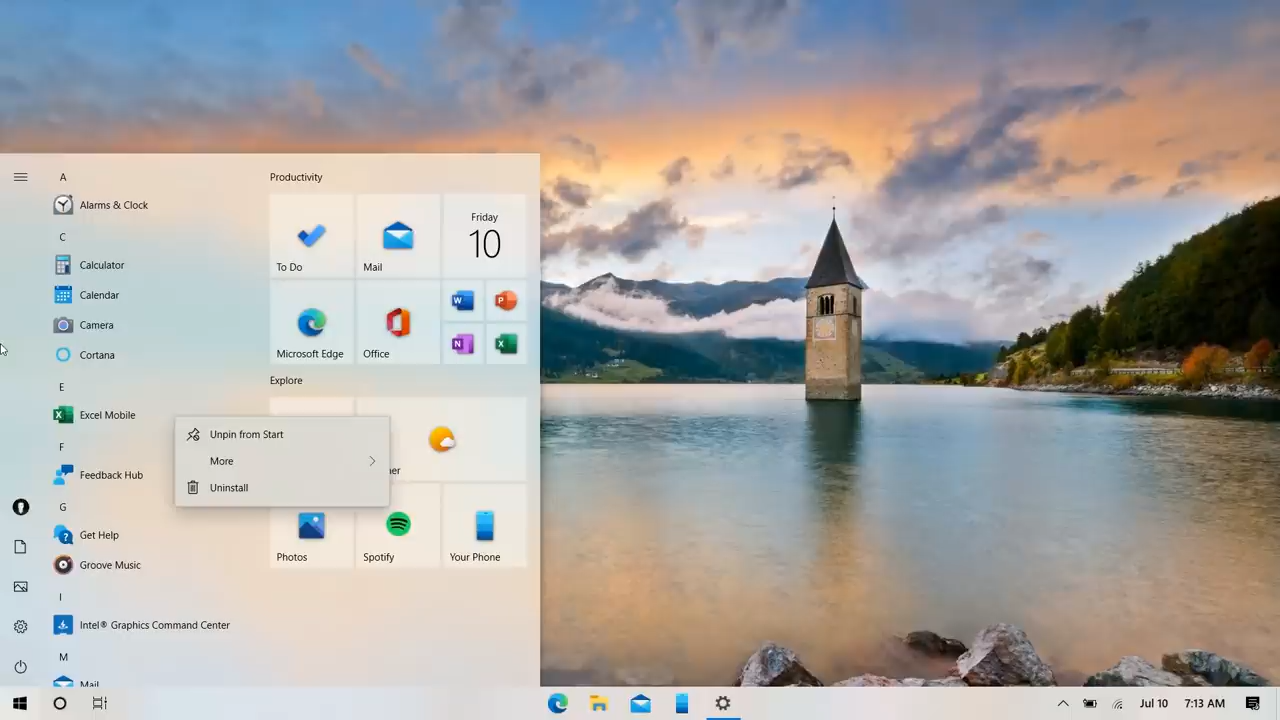 A
Alarms & Clock
C
Calculator
Calendar
Camera
Cortana
E
Excel Mobile
F
Feedback Hub
G
Get Help
Groove Music
I
Intel® Graphics Command Center
M
Mail
Productivity
To Do
Mail
Friday
10
Microsoft Edge
Office
W
P
N
X
Explore
Unpin from Start
More
Uninstall
her
Photos
Spotify
Your Phone
Jul 10
7:13 AM